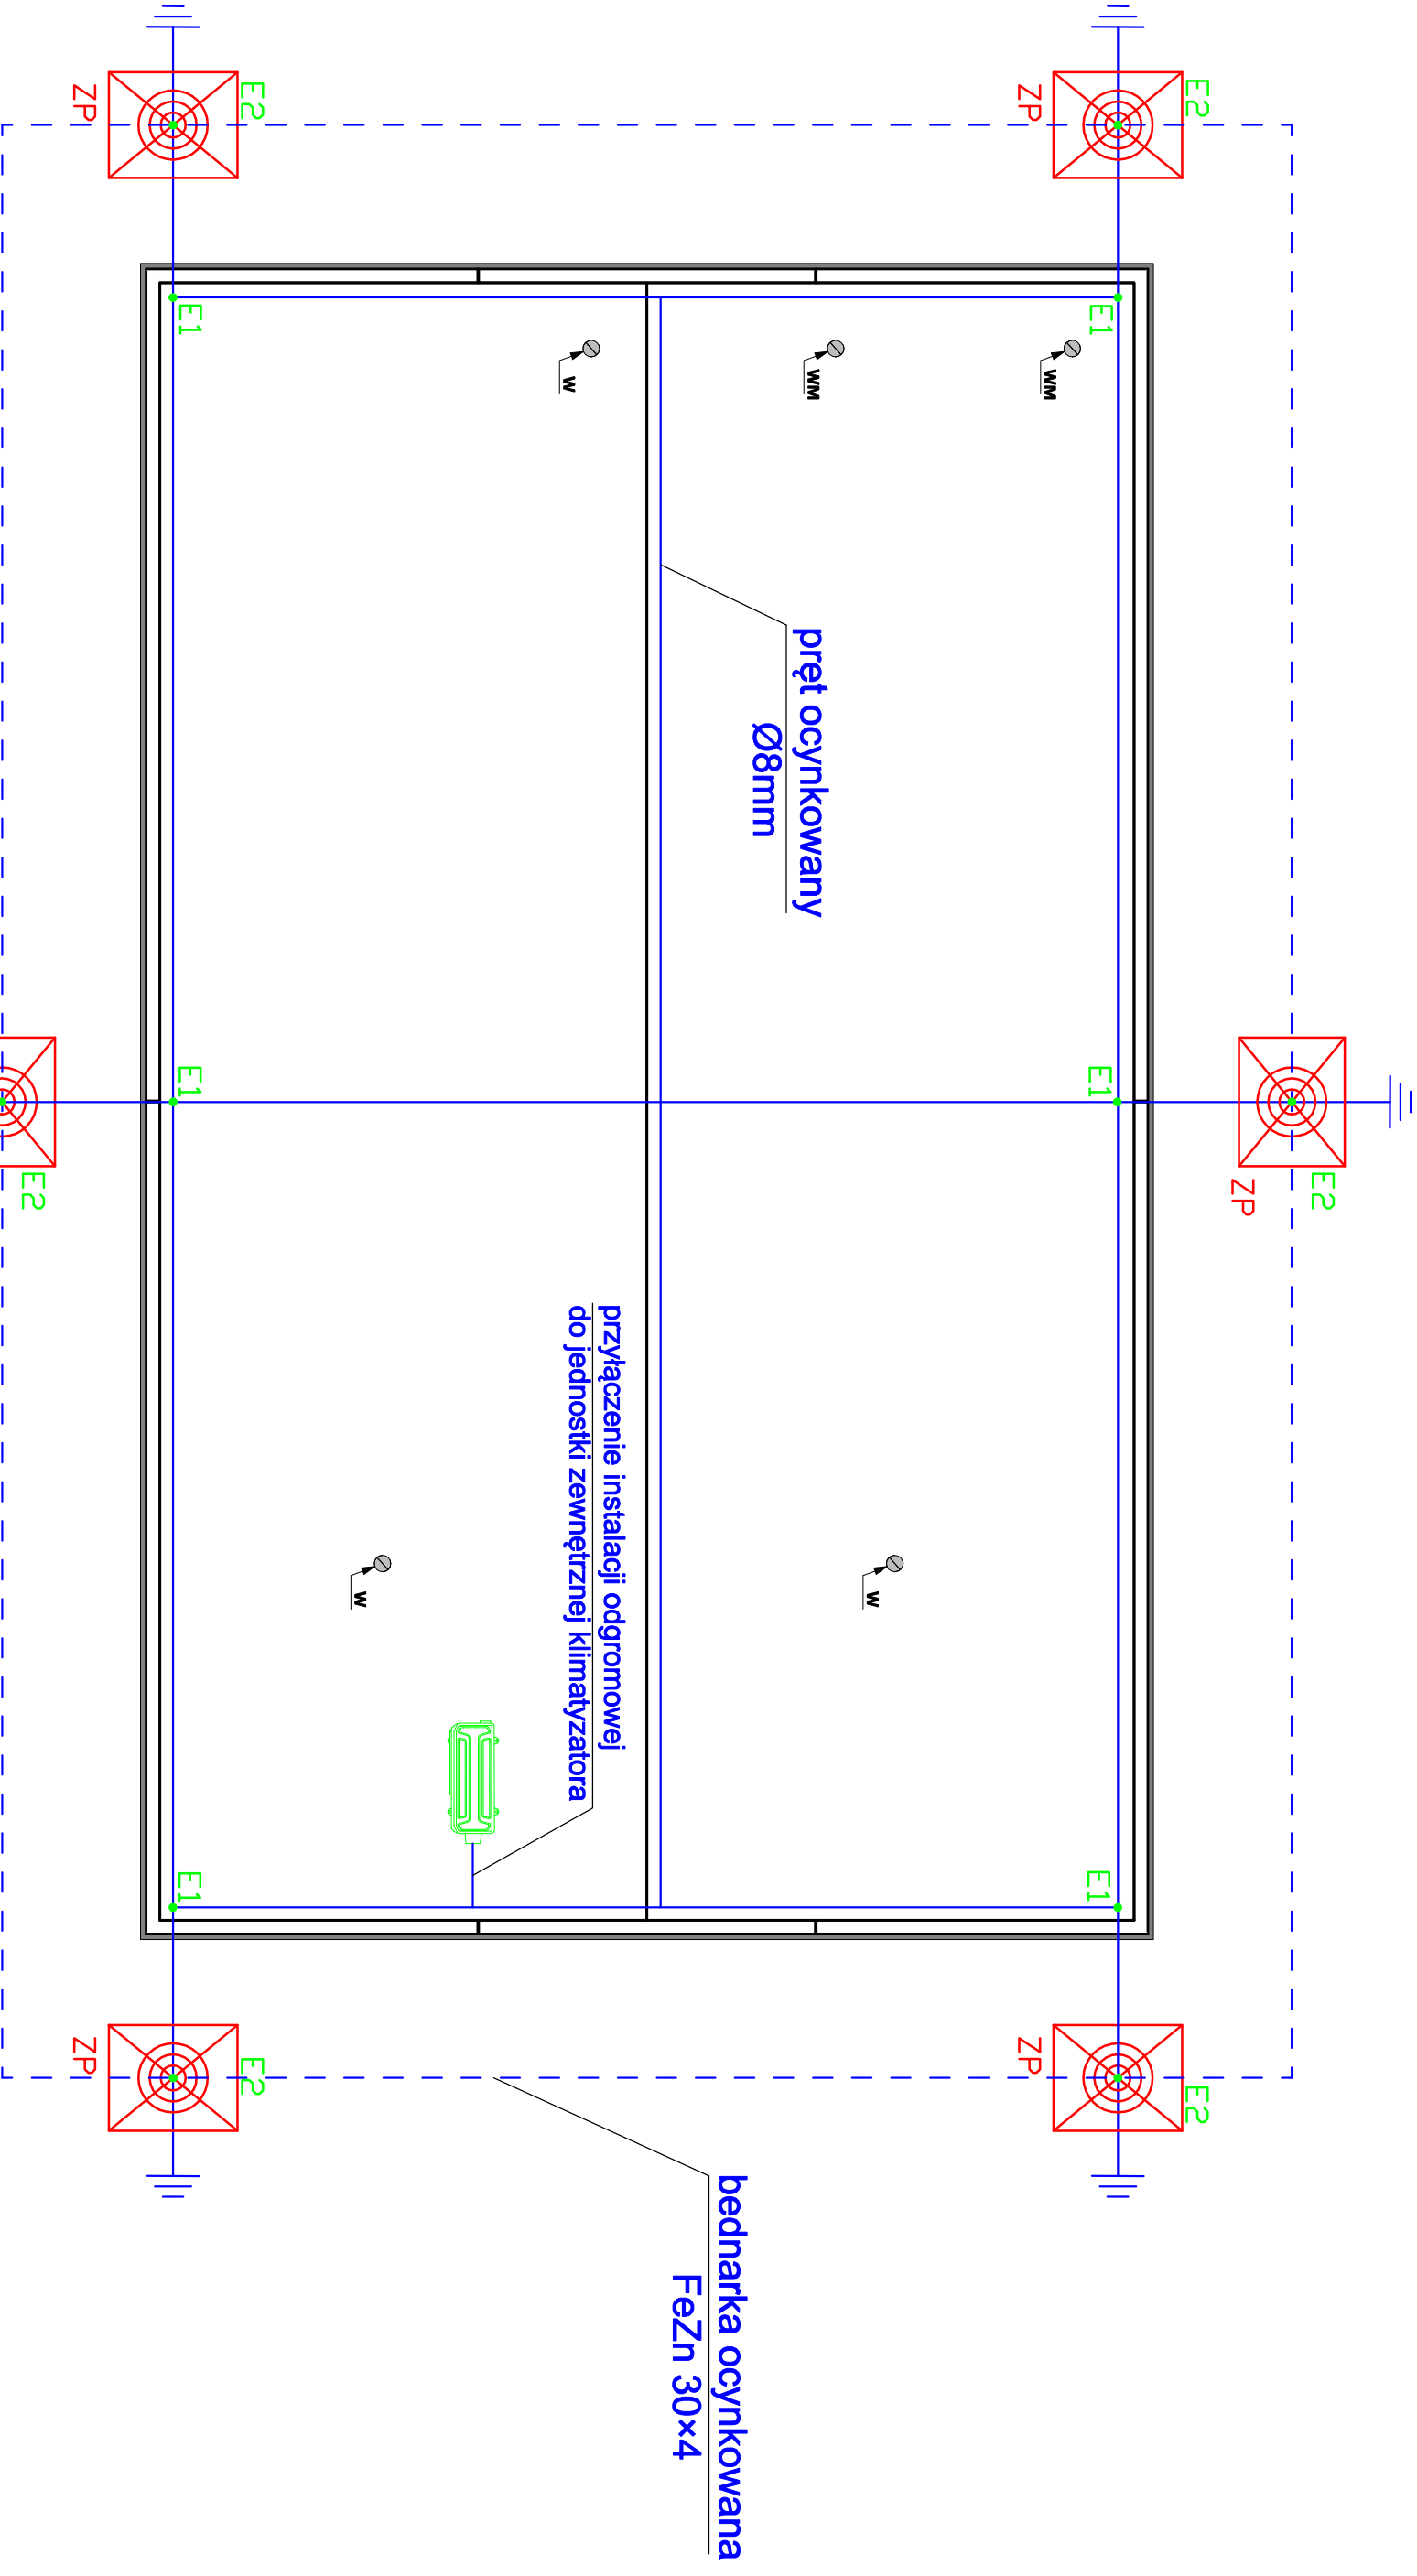 E2
ZP
E2
E2
E1
E1
E1
ZP
ZP
WM
WM
W
pręt ocynkowany
Ø8mm
bednarka ocynkowana
FeZn 30×4
przyłączenie instalacji odgromowej
do jednostki zewnętrznej klimatyzatora
W
W
E2
E2
E1
E1
E1
ZP
ZP
E2